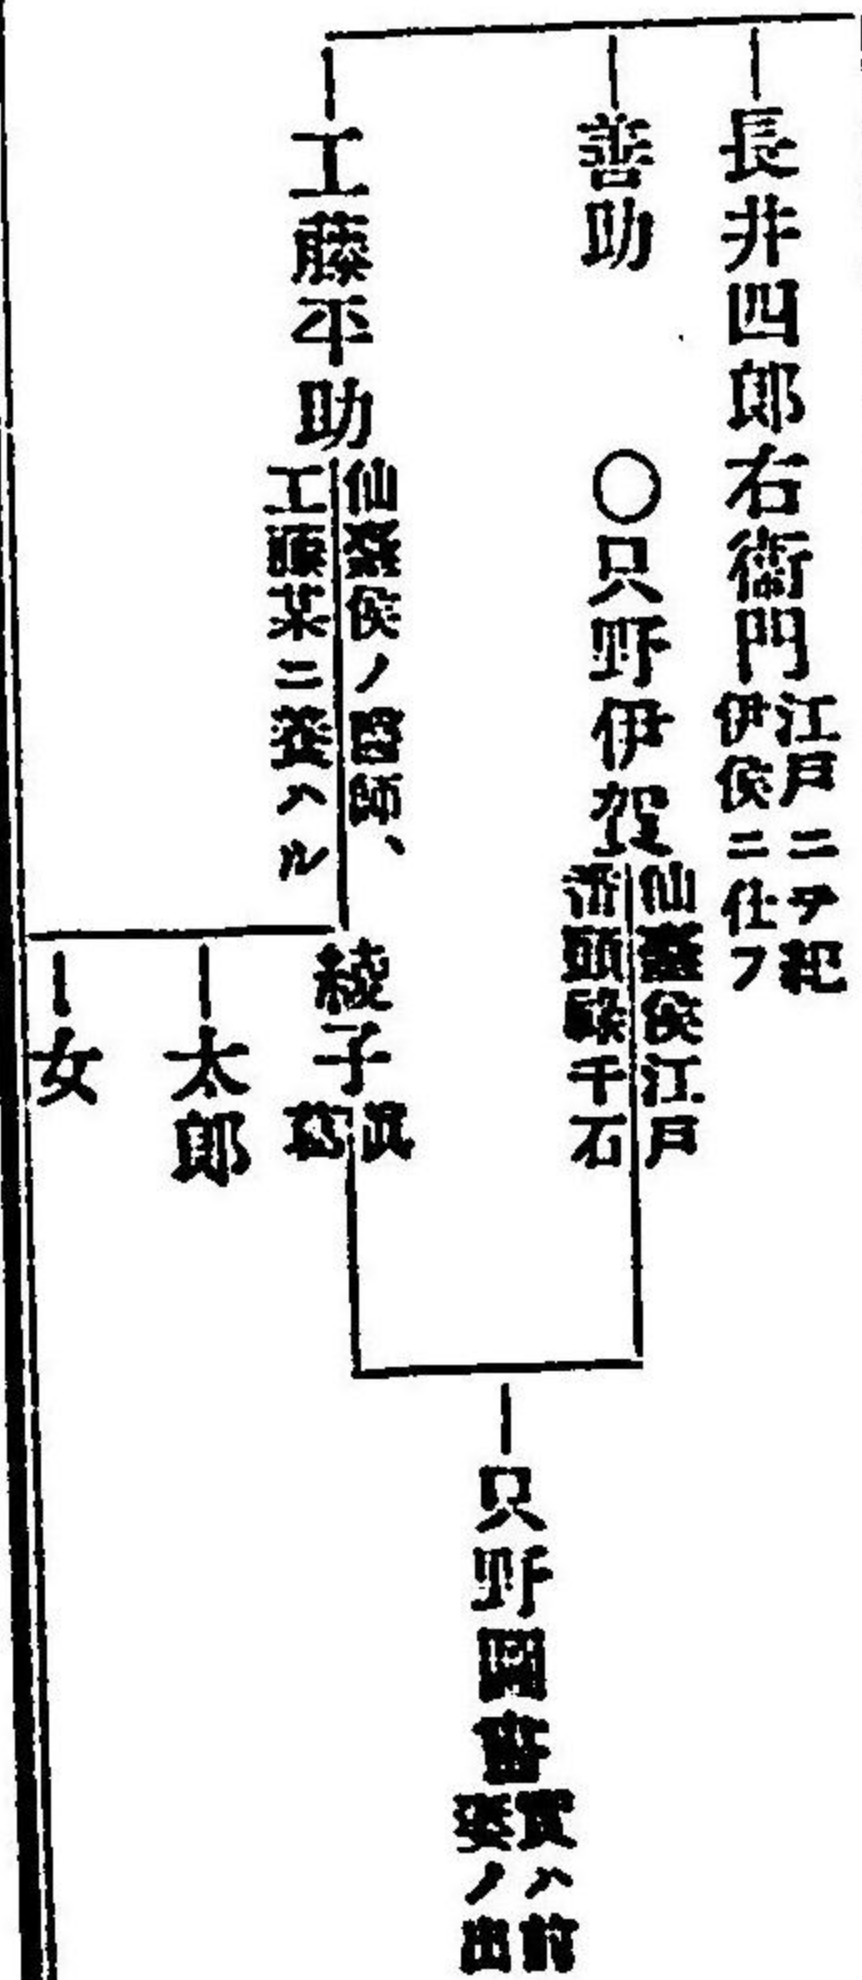 長井四郎右衞門
江戸ニテ紀
伊侯ニ仕フ
善助
○只野伊賀
仙臺侯江戸
番頭祿千石
工藤平助
仙臺侯ノ醫師、
工藤某ニ養ハル
綾子
眞
葛
太郎
女
只野圖書
實ハ前
妻ノ出